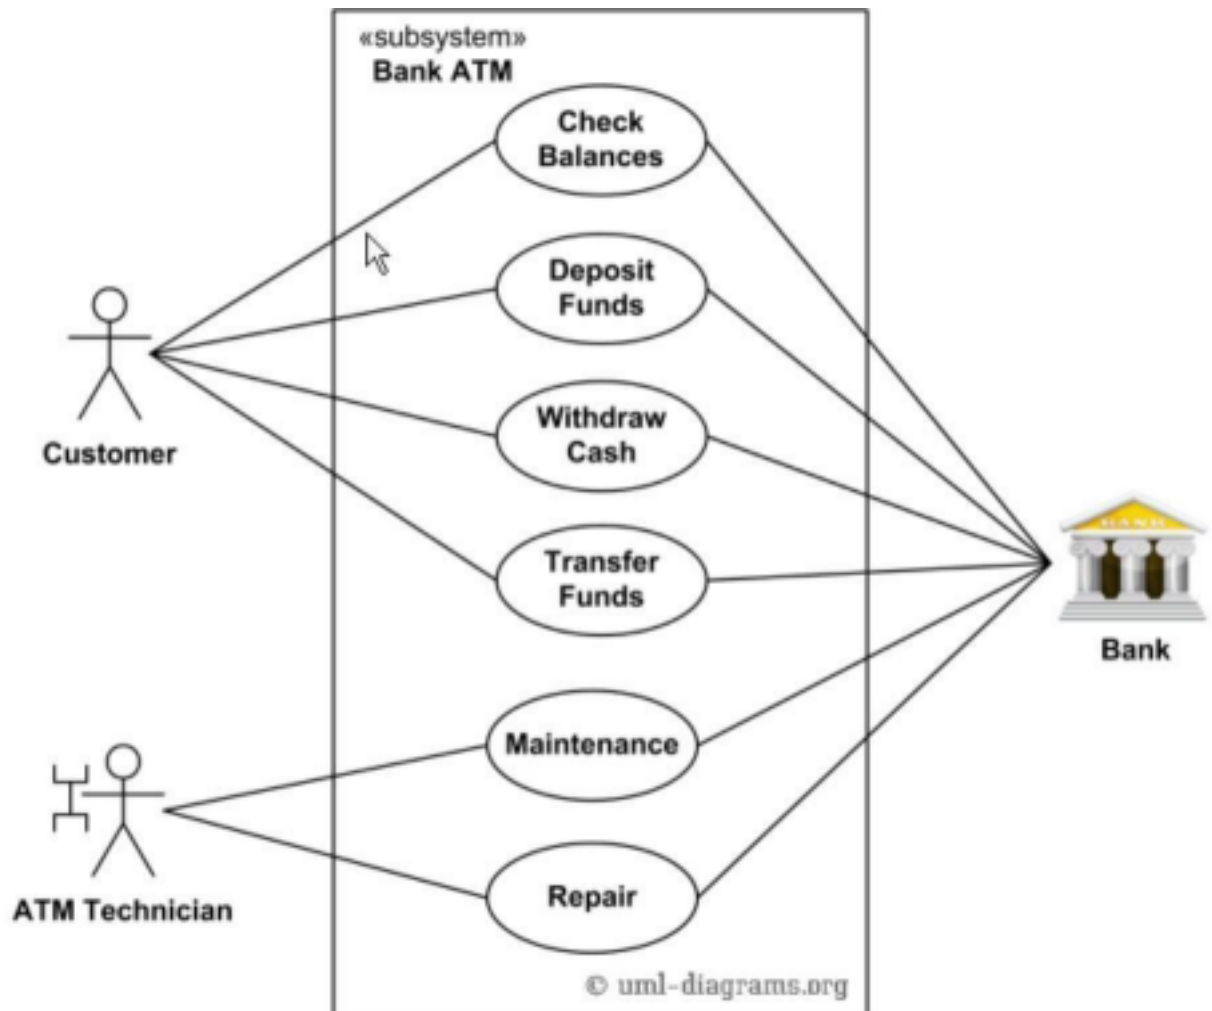 «subsystem»
Bank ATM
Check
Balances
Deposit
Funds
Withdraw
Cash
Customer
Transfer
Funds
BANK
Bank
Maintenance
Repair
ATM Technician
© uml-diagrams.org